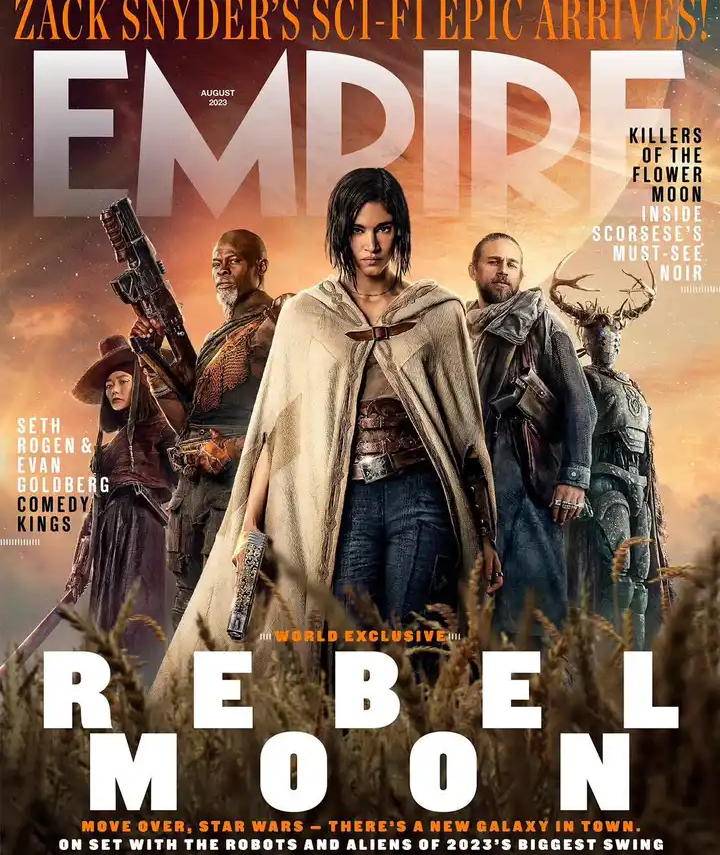 ZACK SNYDER'S SCI-FI EPIC ARRIVES!
EMPIRE
AUGUST
2023
KILLERS
OF THE
FLOWER
MOON
INSIDE
SCORSESE'S
MUST-SEE
NOIR
SETH
ROGEN &
EVAN
GOLDBERG
COMEDY
KINGS
WORLD EXCLUSIVE
REBEL
MOON
MOVE OVER, STAR WARS – THERE'S A NEW GALAXY IN TOWN.
ON SET WITH THE ROBOTS AND ALIENS OF 2023'S BIGGEST SWING